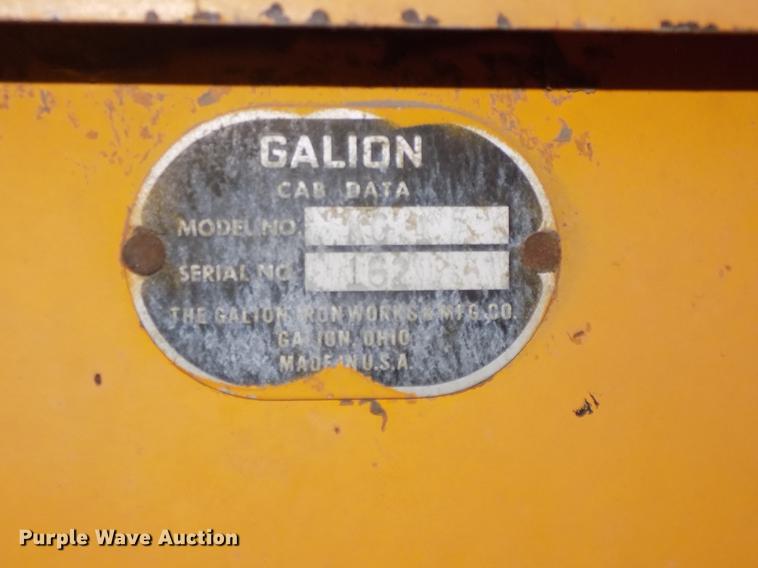 GALION
CAB DATA
MODEL NO.
SERIAL NO. 162
THE GALION IRON WORKS & MFG. CO.
GALION, OHIO
MADE IN U.S.A.
Purple Wave Auction